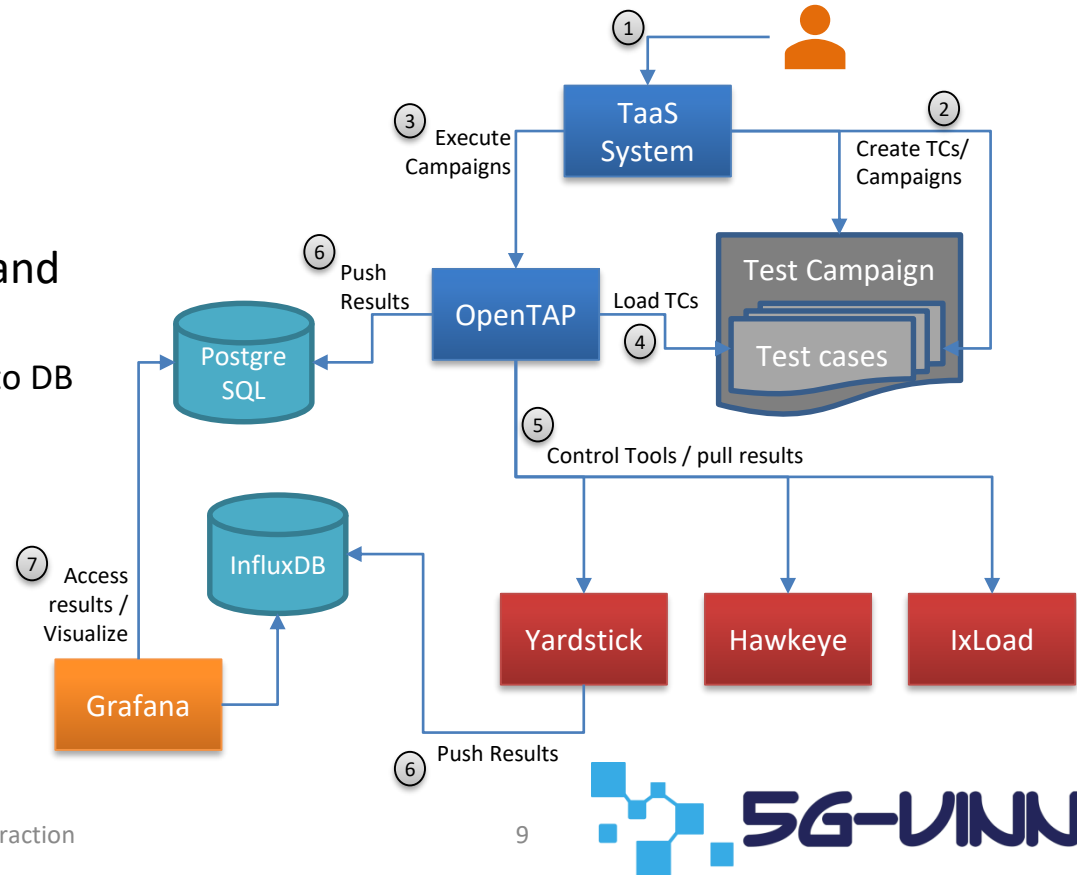 1
TaaS
System
2
3
Execute
Campaigns
Create TCs/
Campaigns
and
6
Push
Results
OpenTAP
Load TCs
4
Test Campaign
Test cases
Postgre
SQL
to DB
5
Control Tools / pull results
InfluxDB
7
Access
results /
Visualize
Yardstick
Hawkeye
IxLoad
Grafana
6
Push Results
raction
9
5G-VINN